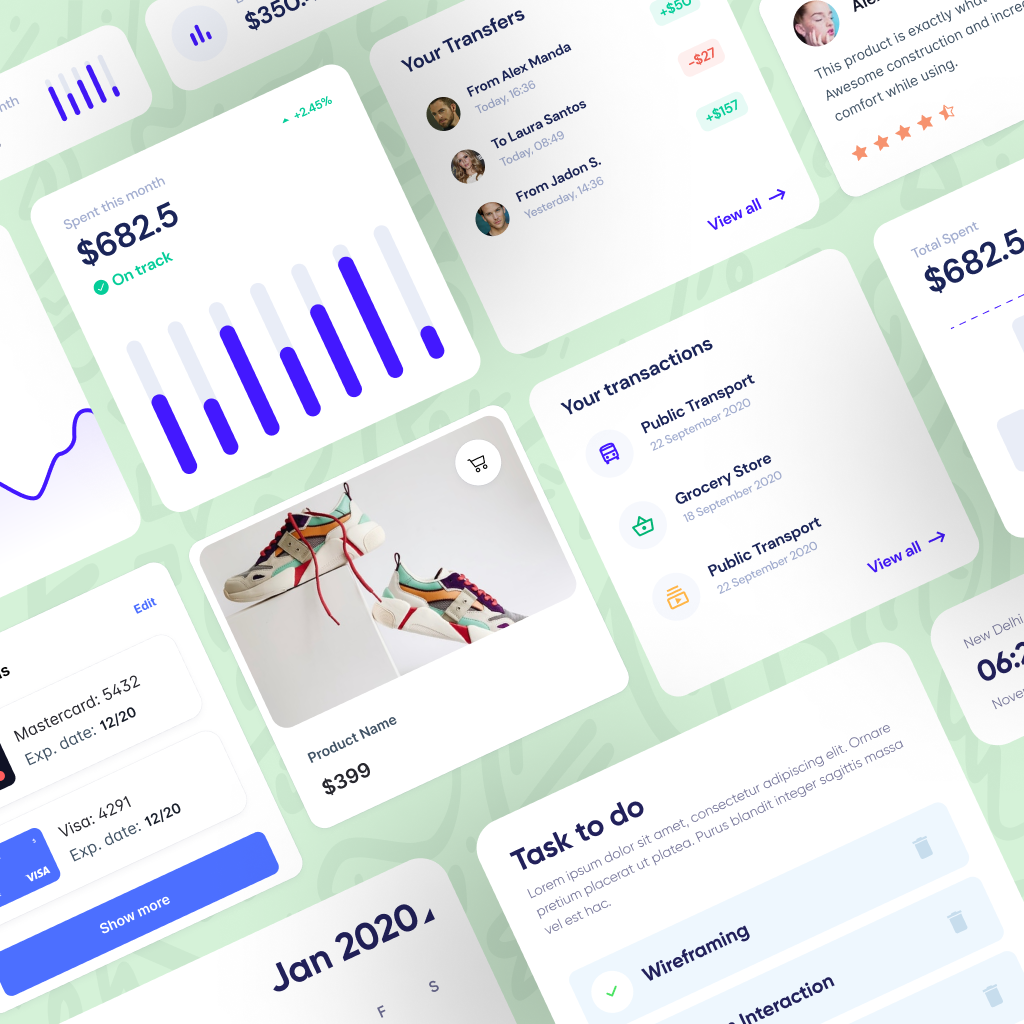 $350.
Your Transfers
+$50
From Alex Manda
Today, 16:36
–$27
To Laura Santos
Today, 08:49
+$157
From Jadon S.
Yesterday, 14:36
View all
This product is exactly what
Awesome construction and incre
comfort while using.
+2.45%
Spent this month
$682.5
On track
Total Spent
$682.5
Your transactions
Public Transport
22 September 2020
Grocery Store
18 September 2020
Public Transport
22 September 2020
View all
Edit
Mastercard: 5432
Exp. date: 12/20
Visa: 4291
Exp. date: 12/20
VISA
Show more
Product Name
$399
New Delhi
06:2
Nove
Task to do
Lorem ipsum dolor sit amet, consectetur adipiscing elit. Ornare
pretium placerat ut platea. Purus blandit integer sagittis massa
vel est hac.
Wireframing
Interaction
Jan 2020
F
S